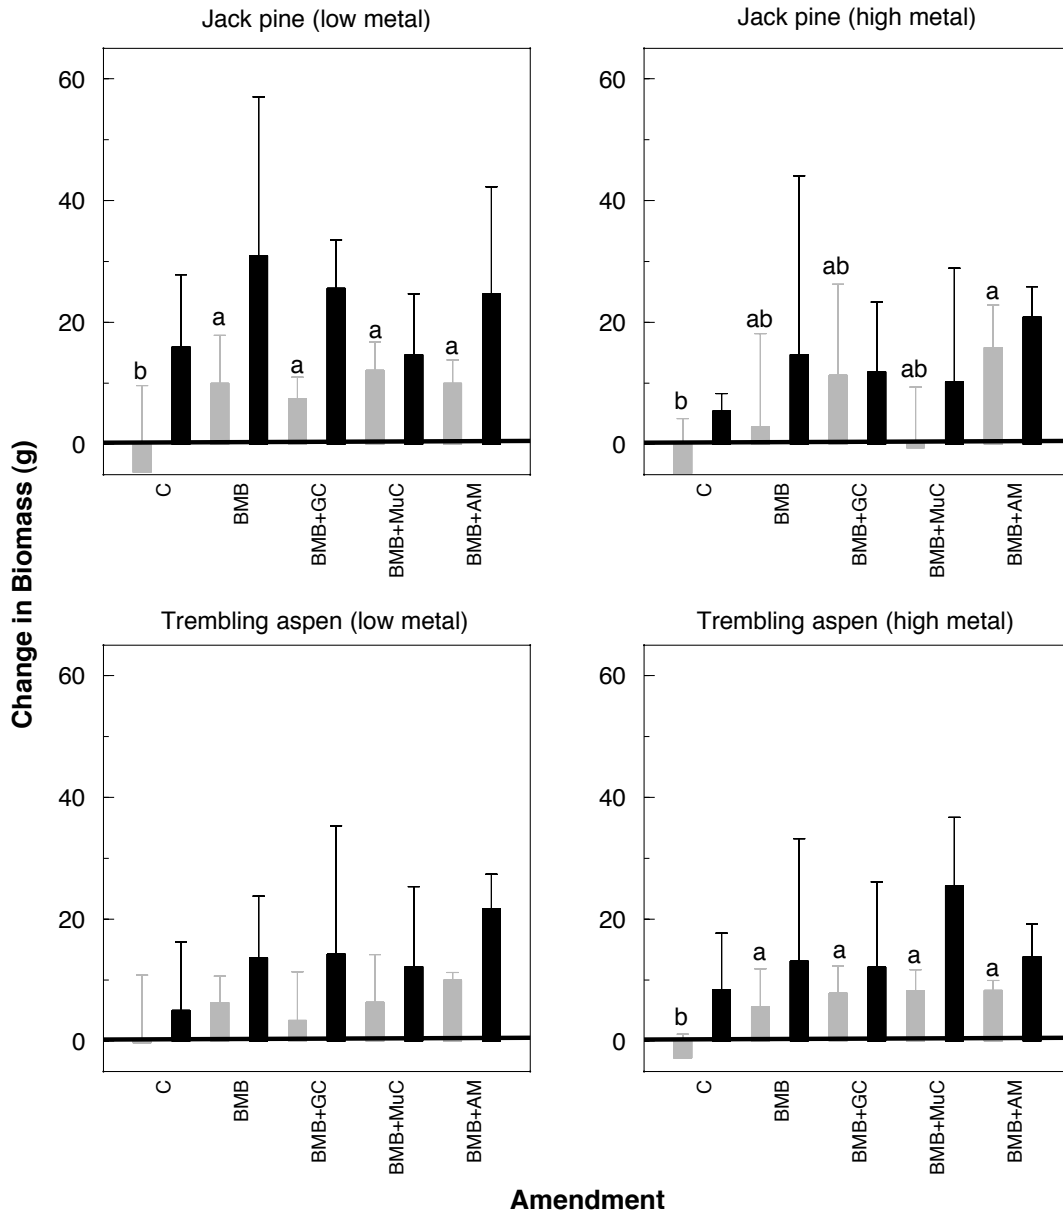 Jack pine (low metal)
60
40
20
0
b
a
a
a
a
C
BMB
BMB+GC
BMB+MuC
BMB+AM
Jack pine (high metal)
60
40
20
0
b
ab
ab
ab
a
C
BMB
BMB+GC
BMB+MuC
BMB+AM
Change in Biomass (g)
Trembling aspen (low metal)
60
40
20
0
C
BMB
BMB+GC
BMB+MuC
BMB+AM
Trembling aspen (high metal)
60
40
20
0
b
a
a
a
a
C
BMB
BMB+GC
BMB+MuC
BMB+AM
Amendment